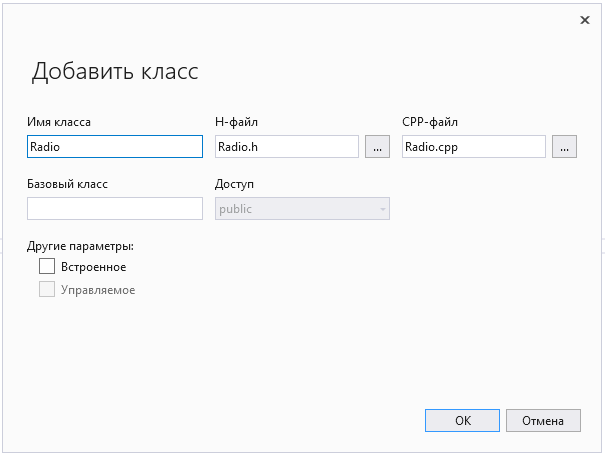 Добавить класс
Имя класса
H-файл
CPP-файл
Radio
Radio.h
...
Radio.cpp
...
Базовый класс
Доступ
public
Другие параметры:
Встроенное
Управляемое
ОК
Отмена